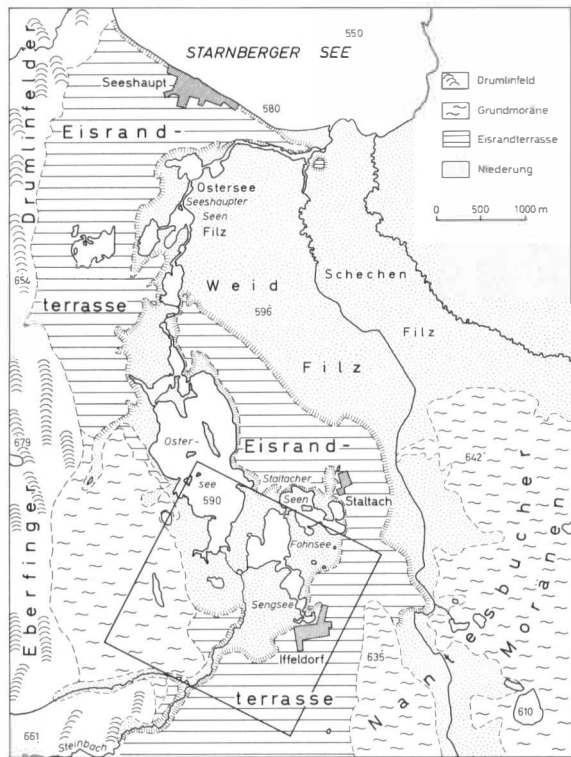 STARNBERGER SEE
550
Seeshaupt
580
Drumlinfeld
Grundmoräne
Eisrandterrasse
Niederung
0 500 1000 m
Drumlinfelder
Eisrand-
Ostersee
Seeshaupter
Seen
Filz
Schechen
Filz
654
terrasse
Weid
596
Filz
679
Oster-
see
590
Eisrand-
Staltacher
Seen
Staltach
642
Fohnsee
Sengsee
Iffeldorf
635
Eberfinger
Nantesbucher
Moränen
610
terrasse
661
Steinbach